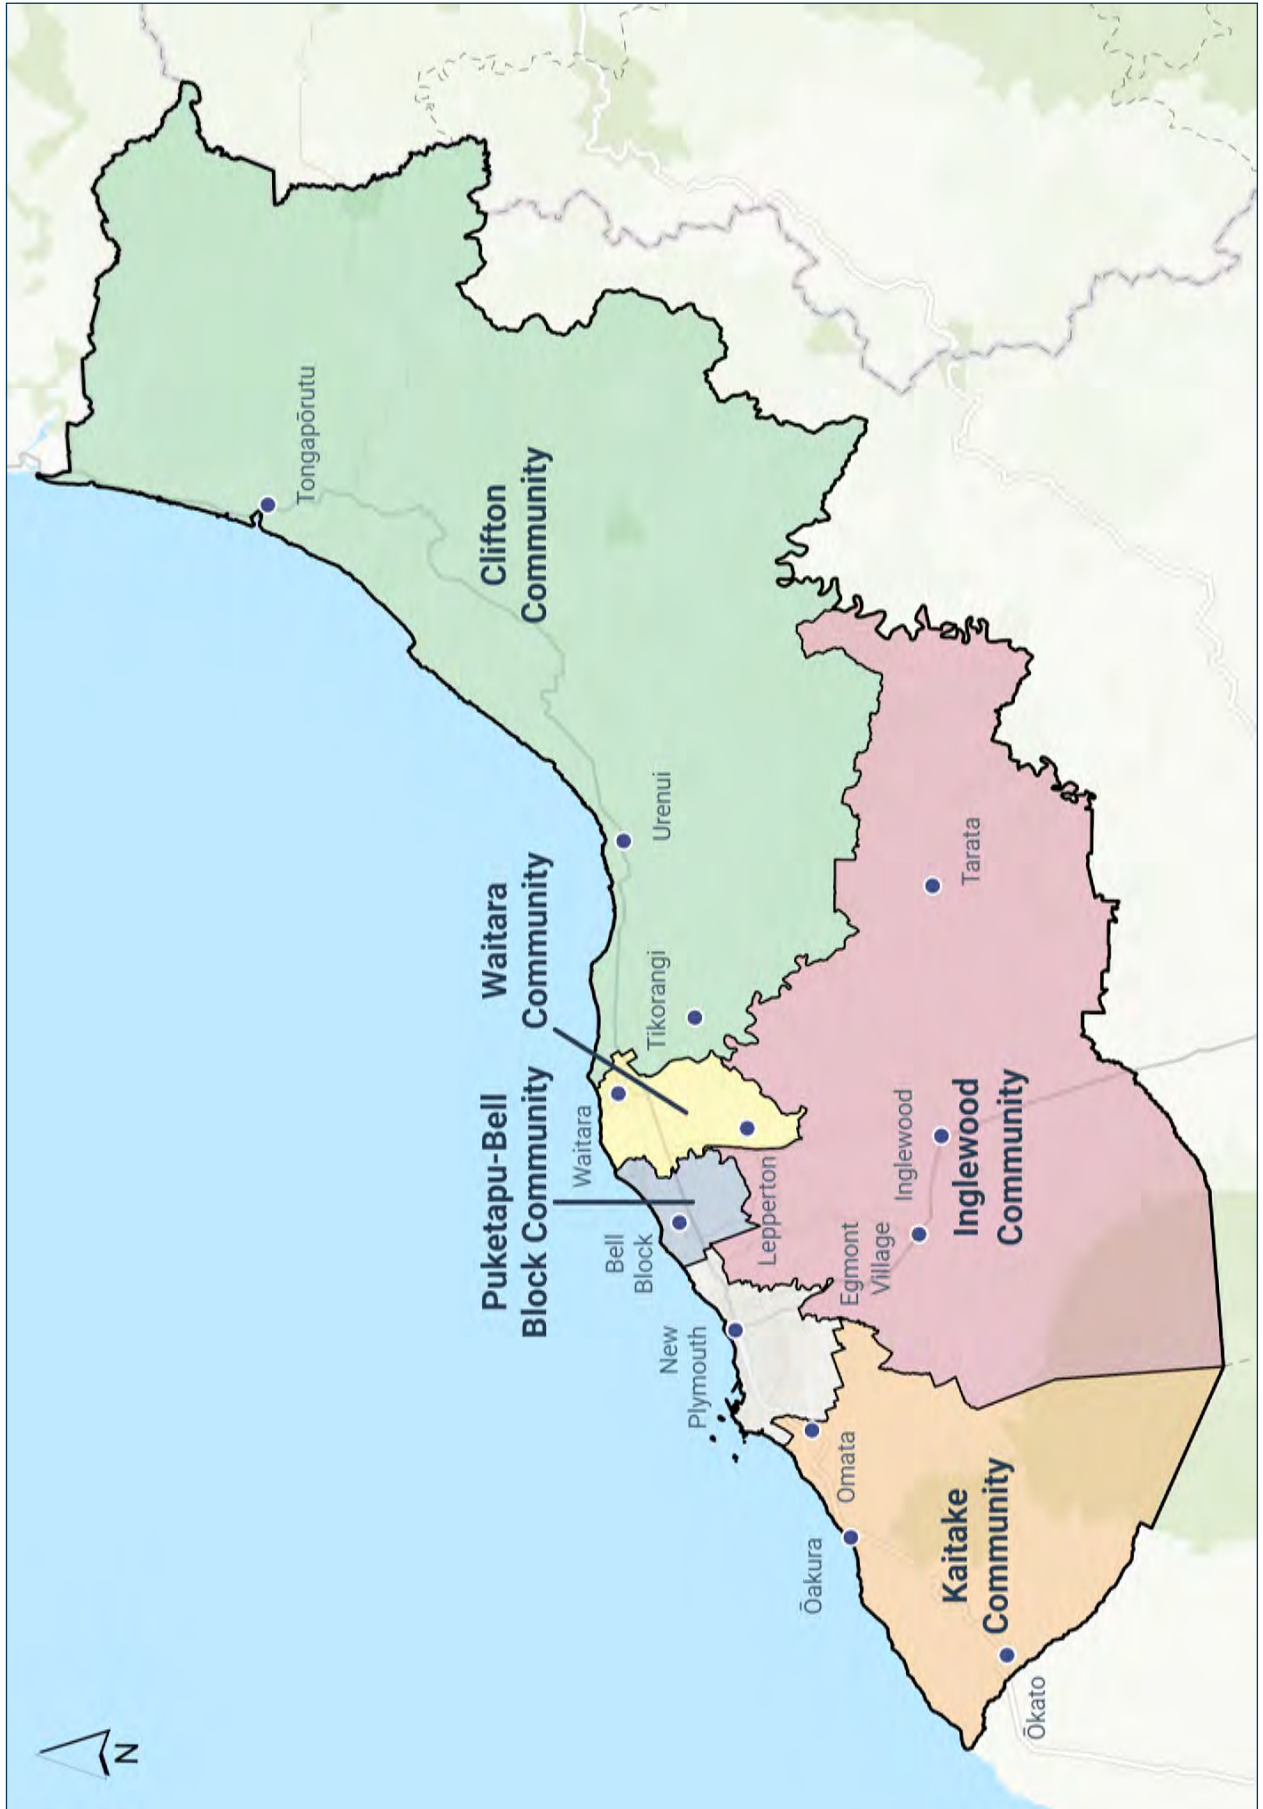 Tongapōrutu
Clifton
Community
Urenui
Waitara
Community
Tikorangi
Tarata
Puketapu-Bell
Block Community
Waitara
Bell
Block
Lepperton
Inglewood
Inglewood
Community
Egmont
Village
New
Plymouth
Omata
Ōakura
Kaitake
Community
Ōkato
N